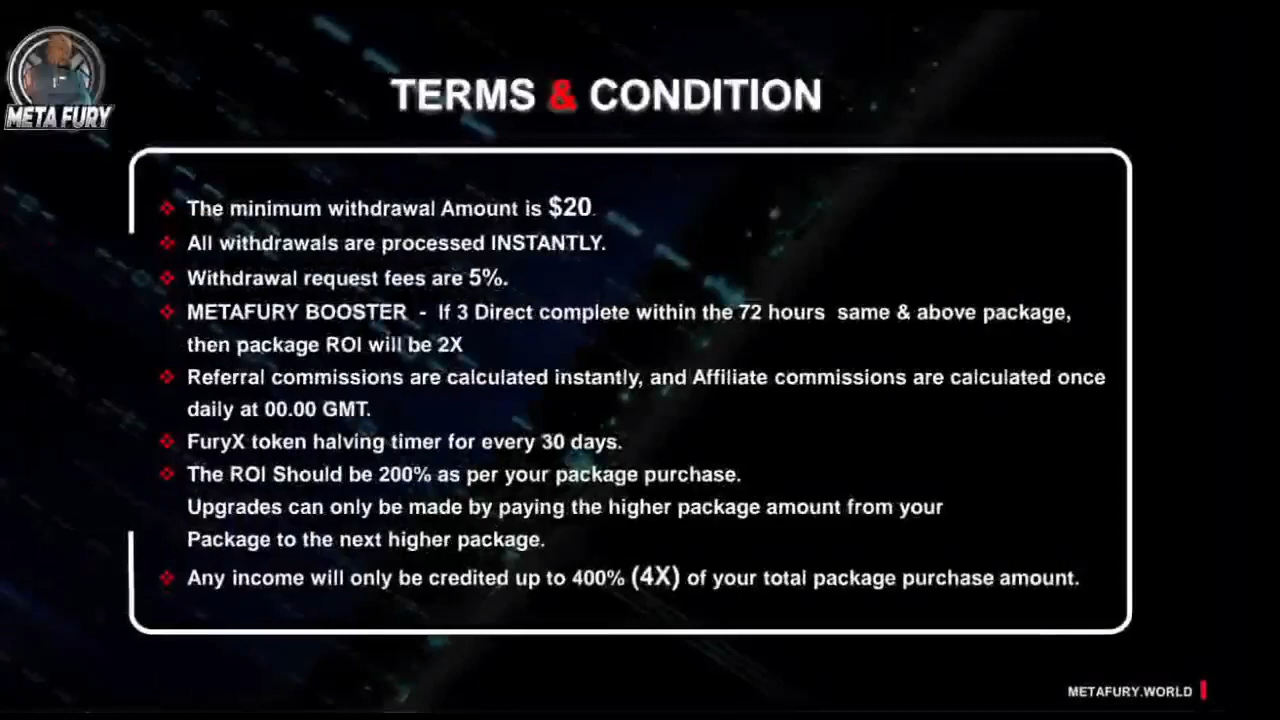 META FURY
TERMS & CONDITION
The minimum withdrawal Amount is $20.
All withdrawals are processed INSTANTLY.
Withdrawal request fees are 5%.
METAFURY BOOSTER - If 3 Direct complete within the 72 hours same & above package,
then package ROI will be 2X
Referral commissions are calculated instantly, and Affiliate commissions are calculated once
daily at 00.00 GMT.
FuryX token halving timer for every 30 days.
The ROI Should be 200% as per your package purchase.
Upgrades can only be made by paying the higher package amount from your
Package to the next higher package.
Any income will only be credited up to 400% (4X) of your total package purchase amount.
METAFURY.WORLD